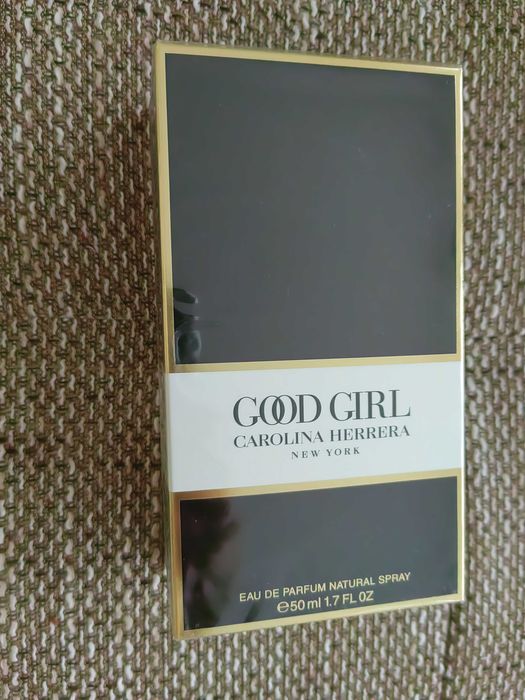 GOOD GIRL
CAROLINA HERRERA
NEW YORK
EAU DE PARFUM NATURAL SPRAY
℮50 ml 1.7 FL OZ